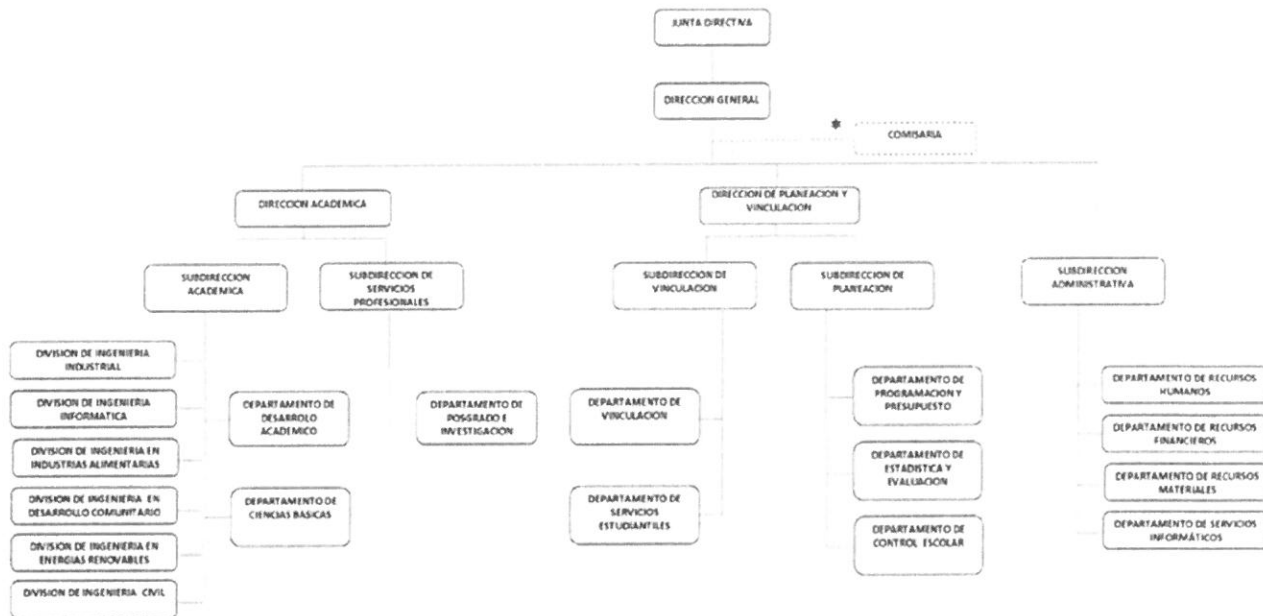 JUNTA DIRECTIVA
DIRECCION GENERAL
*
COMISARIA
DIRECCION ACADEMICA
DIRECCION DE PLANEACION Y
VINCULACION
SUBDIRECCION
ACADEMICA
SUBDIRECCION DE
SERVICIOS
PROFESIONALES
SUBDIRECCION DE
VINCULACION
SUBDIRECCION DE
PLANEACION
SUBDIRECCION
ADMINISTRATIVA
DIVISION DE INGENIERIA
INDUSTRIAL
DIVISION DE INGENIERIA
INFORMATICA
DIVISION DE INGENIERIA EN
INDUSTRIAS ALIMENTARIAS
DIVISION DE INGENIERIA EN
DESARROLLO COMUNITARIO
DIVISION DE INGENIERIA EN
ENERGIAS RENOVABLES
DIVISION DE INGENIERIA CIVIL
DEPARTAMENTO DE
DESARROLO
ACADEMICO
DEPARTAMENTO DE
CIENCIAS BASICAS
DEPARTAMENTO DE
POSGRADO E
INVESTIGACION
DEPARTAMENTO DE
VINCULACION
DEPARTAMENTO DE
SERVICIOS
ESTUDIANTILES
DEPARTAMENTO DE
PROGRAMACION Y
PRESUPUESTO
DEPARTAMENTO DE
ESTADISTICA Y
EVALUACION
DEPARTAMENTO DE
CONTROL ESCOLAR
DEPARTAMENTO DE RECURSOS
HUMANOS
DEPARTAMENTO DE RECURSOS
FINANCIEROS
DEPARTAMENTO DE RECURSOS
MATERIALES
DEPARTAMENTO DE SERVICIOS
INFORMÁTICOS